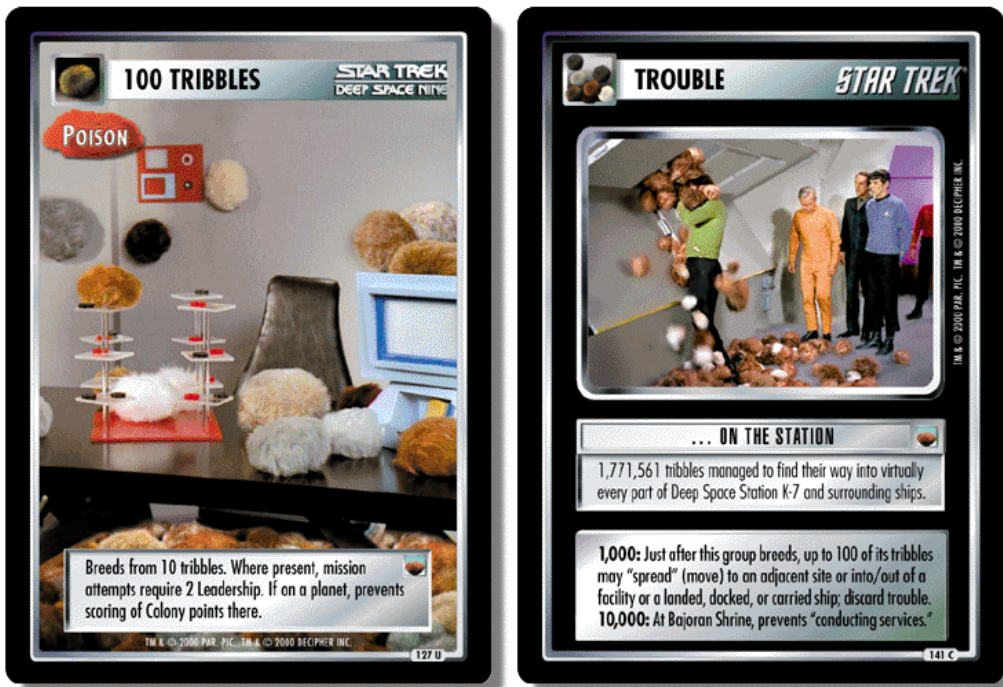 100 TRIBBLES
STAR TREK
DEEP SPACE NINE
POISON
Breeds from 10 tribbles. Where present, mission
attempts require 2 Leadership. If on a planet, prevents
scoring of Colony points there.
TM & © 2000 PAR. PIC. TM & © 2000 DECIPHER INC.
127 U
TROUBLE
STAR TREK®
TM & © 2000 PAR. PIC. TM & © 2000 DECIPHER INC.
... ON THE STATION
1,771,561 tribbles managed to find their way into virtually
every part of Deep Space Station K-7 and surrounding ships.
1,000: Just after this group breeds, up to 100 of its tribbles
may "spread" (move) to an adjacent site or into/out of a
facility or a landed, docked, or carried ship; discard trouble.
10,000: At Bajoran Shrine, prevents "conducting services."
141 C